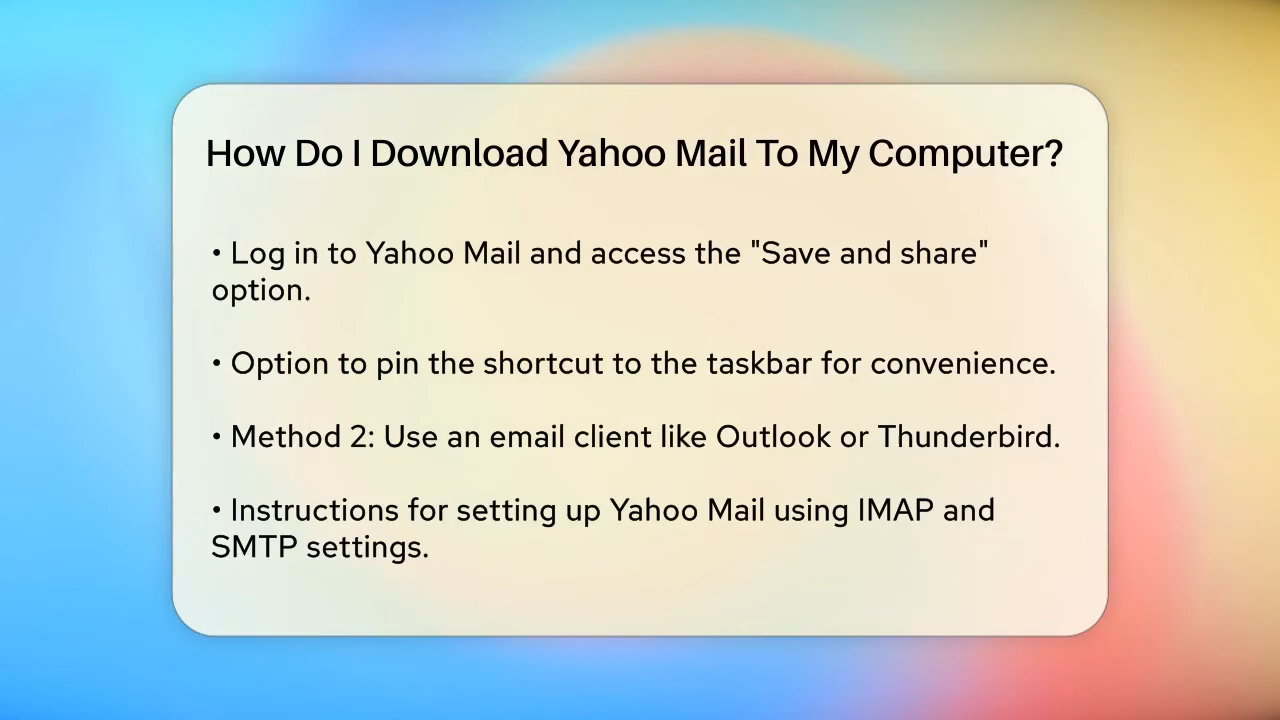 How Do I Download Yahoo Mail To My Computer?
• Log in to Yahoo Mail and access the "Save and share"
option.
• Option to pin the shortcut to the taskbar for convenience.
• Method 2: Use an email client like Outlook or Thunderbird.
• Instructions for setting up Yahoo Mail using IMAP and
SMTP settings.